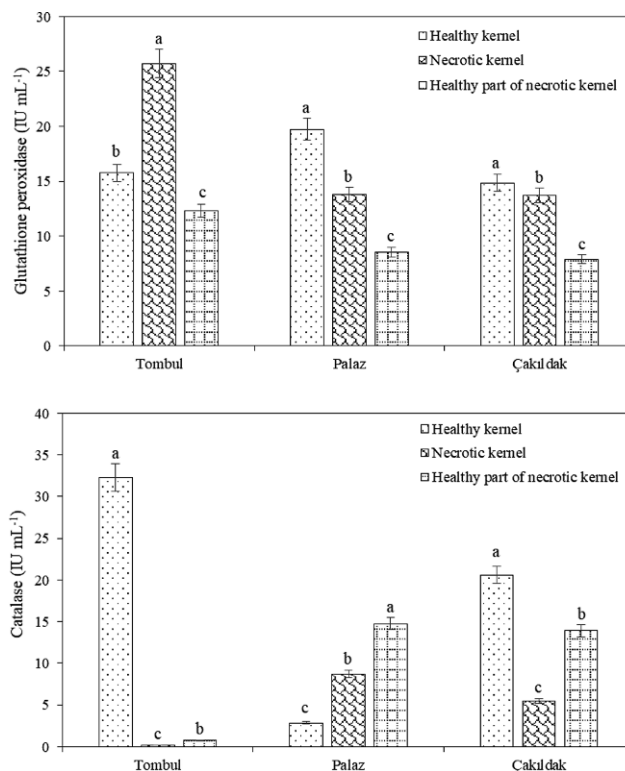 30
25
20
15
10
5
0
Glutathione peroxidase (IU mL⁻¹)
Healthy kernel
Necrotic kernel
Healthy part of necrotic kernel
b
a
c
a
b
c
a
b
c
Tombul
Palaz
Çakıldak
40
35
30
25
20
15
10
5
0
Catalase (IU mL⁻¹)
Healthy kernel
Necrotic kernel
Healthy part of necrotic kernel
a
c
b
c
b
a
a
c
b
Tombul
Palaz
Cakıldak